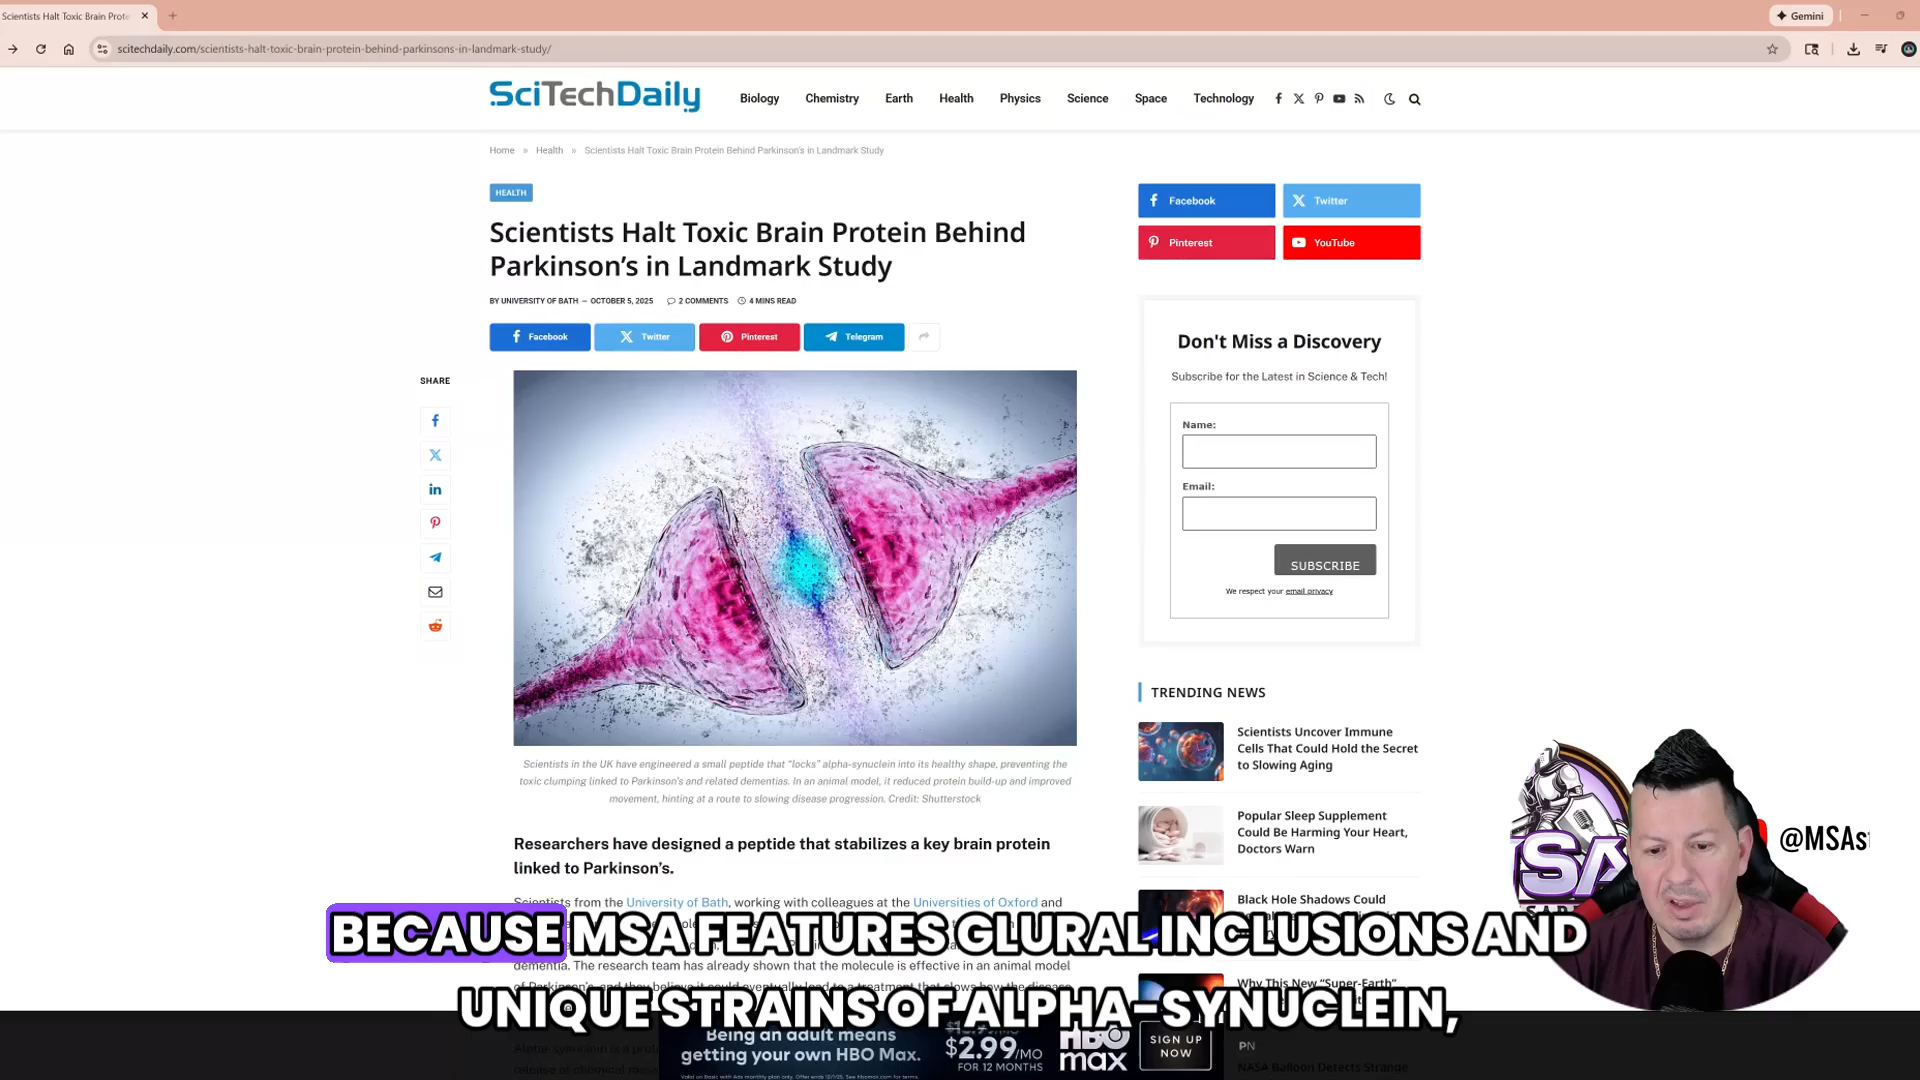 Scientists Halt Toxic Brain Prote
Gemini
scitechdaily.com/scientists-halt-toxic-brain-protein-behind-parkinsons-in-landmark-study/
SciTechDaily
Biology Chemistry Earth Health Physics Science Space Technology
Home » Health » Scientists Halt Toxic Brain Protein Behind Parkinson's in Landmark Study
HEALTH
Scientists Halt Toxic Brain Protein Behind
Parkinson's in Landmark Study
BY UNIVERSITY OF BATH — OCTOBER 5, 2025 2 COMMENTS 4 MINS READ
Facebook Twitter Pinterest Telegram
SHARE
Scientists in the UK have engineered a small peptide that "locks" alpha-synuclein into its healthy shape, preventing the
toxic clumping linked to Parkinson's and related dementias. In an animal model, it reduced protein build-up and improved
movement, hinting at a route to slowing disease progression. Credit: Shutterstock
Researchers have designed a peptide that stabilizes a key brain protein
linked to Parkinson's.
Scientists from the University of Bath, working with colleagues at the Universities of Oxford and
dementia. The research team has already shown that the molecule is effective in an animal model
Facebook Twitter
Pinterest YouTube
Don't Miss a Discovery
Subscribe for the Latest in Science & Tech!
Name:
Email:
SUBSCRIBE
We respect your email privacy
TRENDING NEWS
Scientists Uncover Immune
Cells That Could Hold the Secret
to Slowing Aging
Popular Sleep Supplement
Could Be Harming Your Heart,
Doctors Warn
Black Hole Shadows Could
Why This New "Super-Earth"
NASA Balloon Detects Strange
@MSAs
BECAUSE MSA FEATURES GLURAL INCLUSIONS AND
UNIQUE STRAINS OF ALPHA-SYNUCLEIN,
Being an adult means
getting your own HBO Max.
$2.99/MO
FOR 12 MONTHS
HBO
max
SIGN UP
NOW